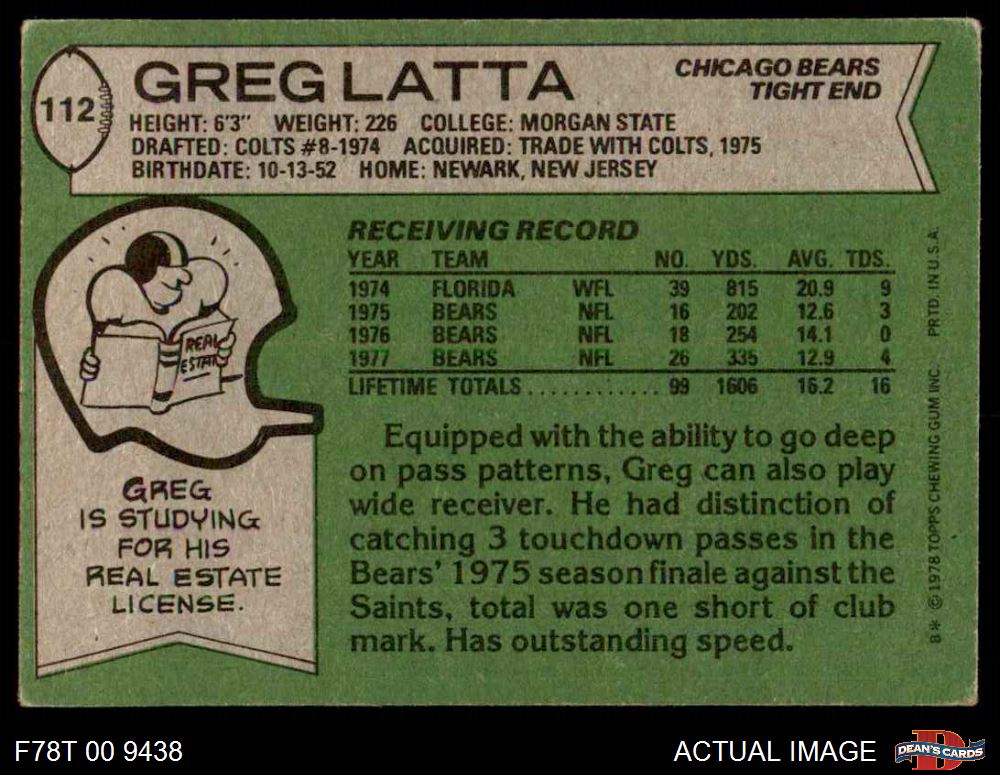 112
GREG LATTA
CHICAGO BEARS
TIGHT END
HEIGHT: 6'3" WEIGHT: 226 COLLEGE: MORGAN STATE
DRAFTED: COLTS #8-1974 ACQUIRED: TRADE WITH COLTS, 1975
BIRTHDATE: 10-13-52 HOME: NEWARK, NEW JERSEY
REAL
ESTATE
GREG
IS STUDYING
FOR HIS
REAL ESTATE
LICENSE.
RECEIVING RECORD
YEAR TEAM NO. YDS. AVG. TDS.
1974 FLORIDA WFL 39 815 20.9 9
1975 BEARS NFL 16 202 12.6 3
1976 BEARS NFL 18 254 14.1 0
1977 BEARS NFL 26 335 12.9 4
LIFETIME TOTALS ............ 99 1606 16.2 16
Equipped with the ability to go deep
on pass patterns, Greg can also play
wide receiver. He had distinction of
catching 3 touchdown passes in the
Bears' 1975 season finale against the
Saints, total was one short of club
mark. Has outstanding speed.
B* © 1978 TOPPS CHEWING GUM INC. PRTD. IN U.S.A.
F78T 00 9438
ACTUAL IMAGE
D
DEAN'S CARDS